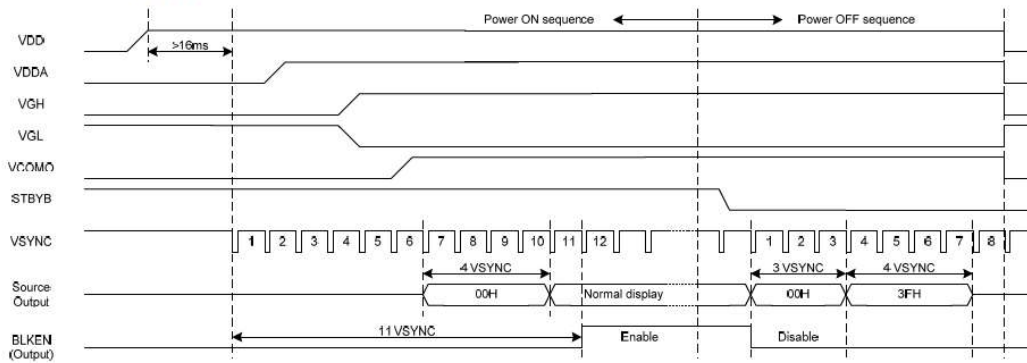 Power ON sequence Power OFF sequence
VDD
>16ms
VDDA
VGH
VGL
VCOMO
STBYB
VSYNC 1 2 3 4 5 6 7 8 9 10 11 12 1 2 3 4 5 6 7 8
4 VSYNC 3 VSYNC 4 VSYNC
Source
Output
00H Normal display 00H 3FH
11 VSYNC Enable Disable
BLKEN
(Output)